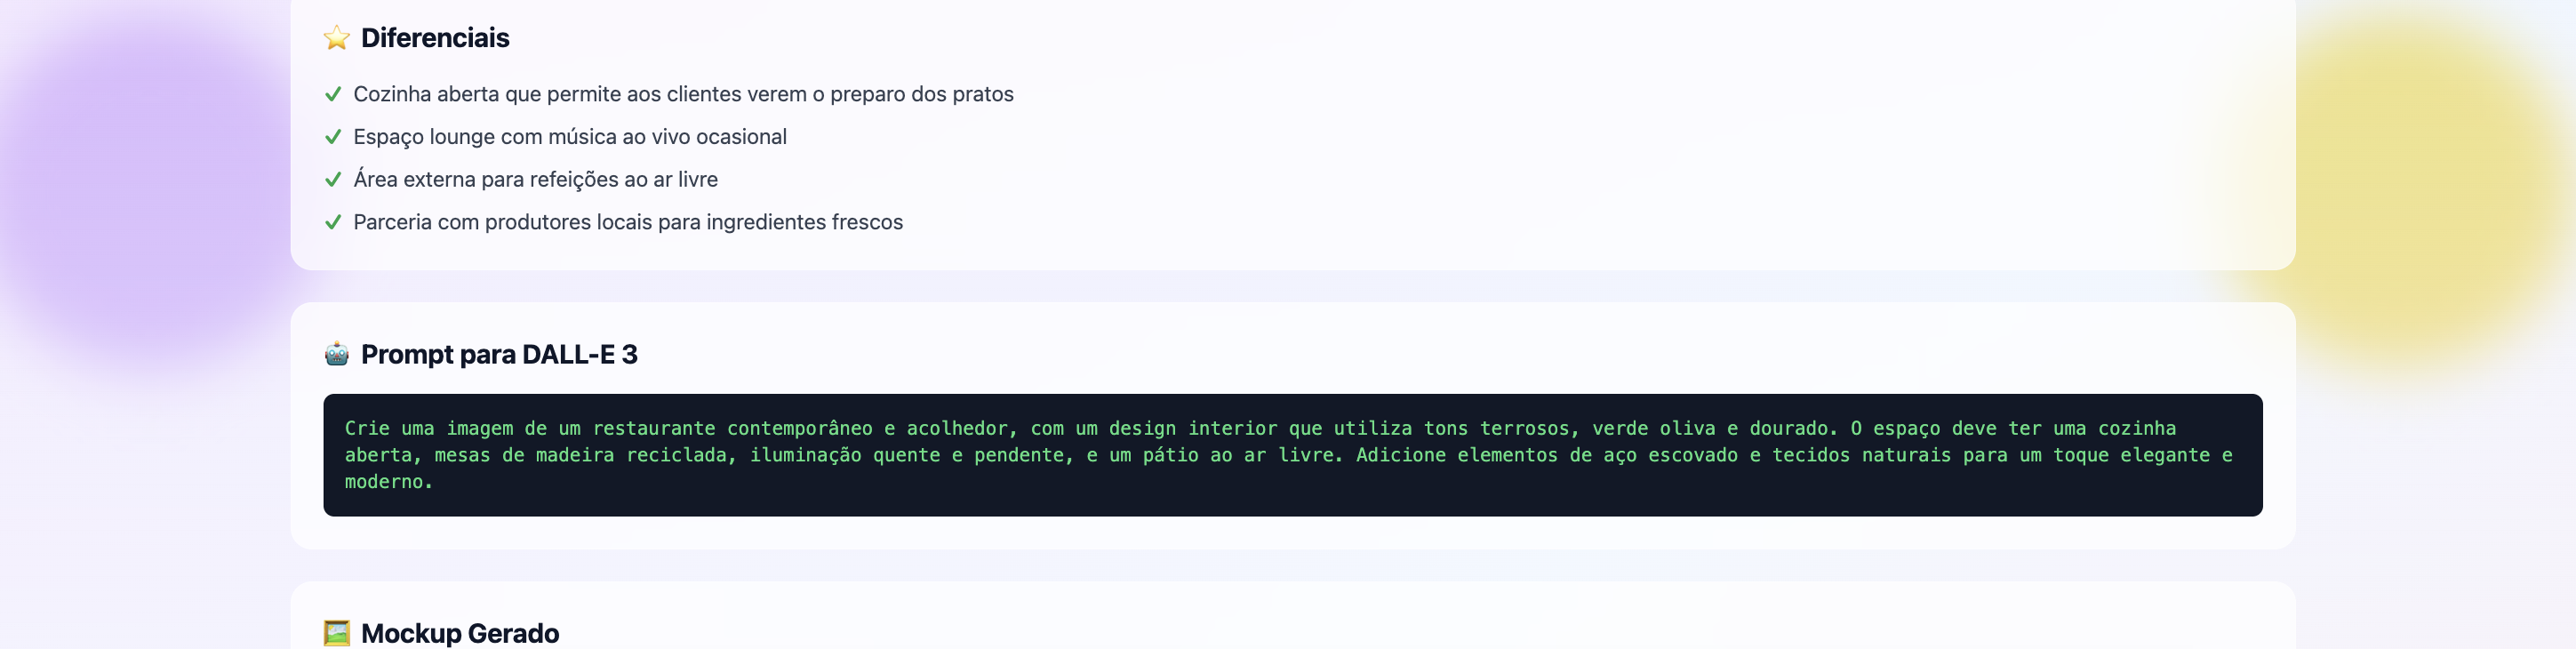 Diferenciais
Cozinha aberta que permite aos clientes verem o preparo dos pratos
Espaço lounge com música ao vivo ocasional
Área externa para refeições ao ar livre
Parceria com produtores locais para ingredientes frescos
Prompt para DALL-E 3
Crie uma imagem de um restaurante contemporâneo e acolhedor, com um design interior que utiliza tons terrosos, verde oliva e dourado. O espaço deve ter uma cozinha
aberta, mesas de madeira reciclada, iluminação quente e pendente, e um pátio ao ar livre. Adicione elementos de aço escovado e tecidos naturais para um toque elegante e
moderno.
Mockup Gerado